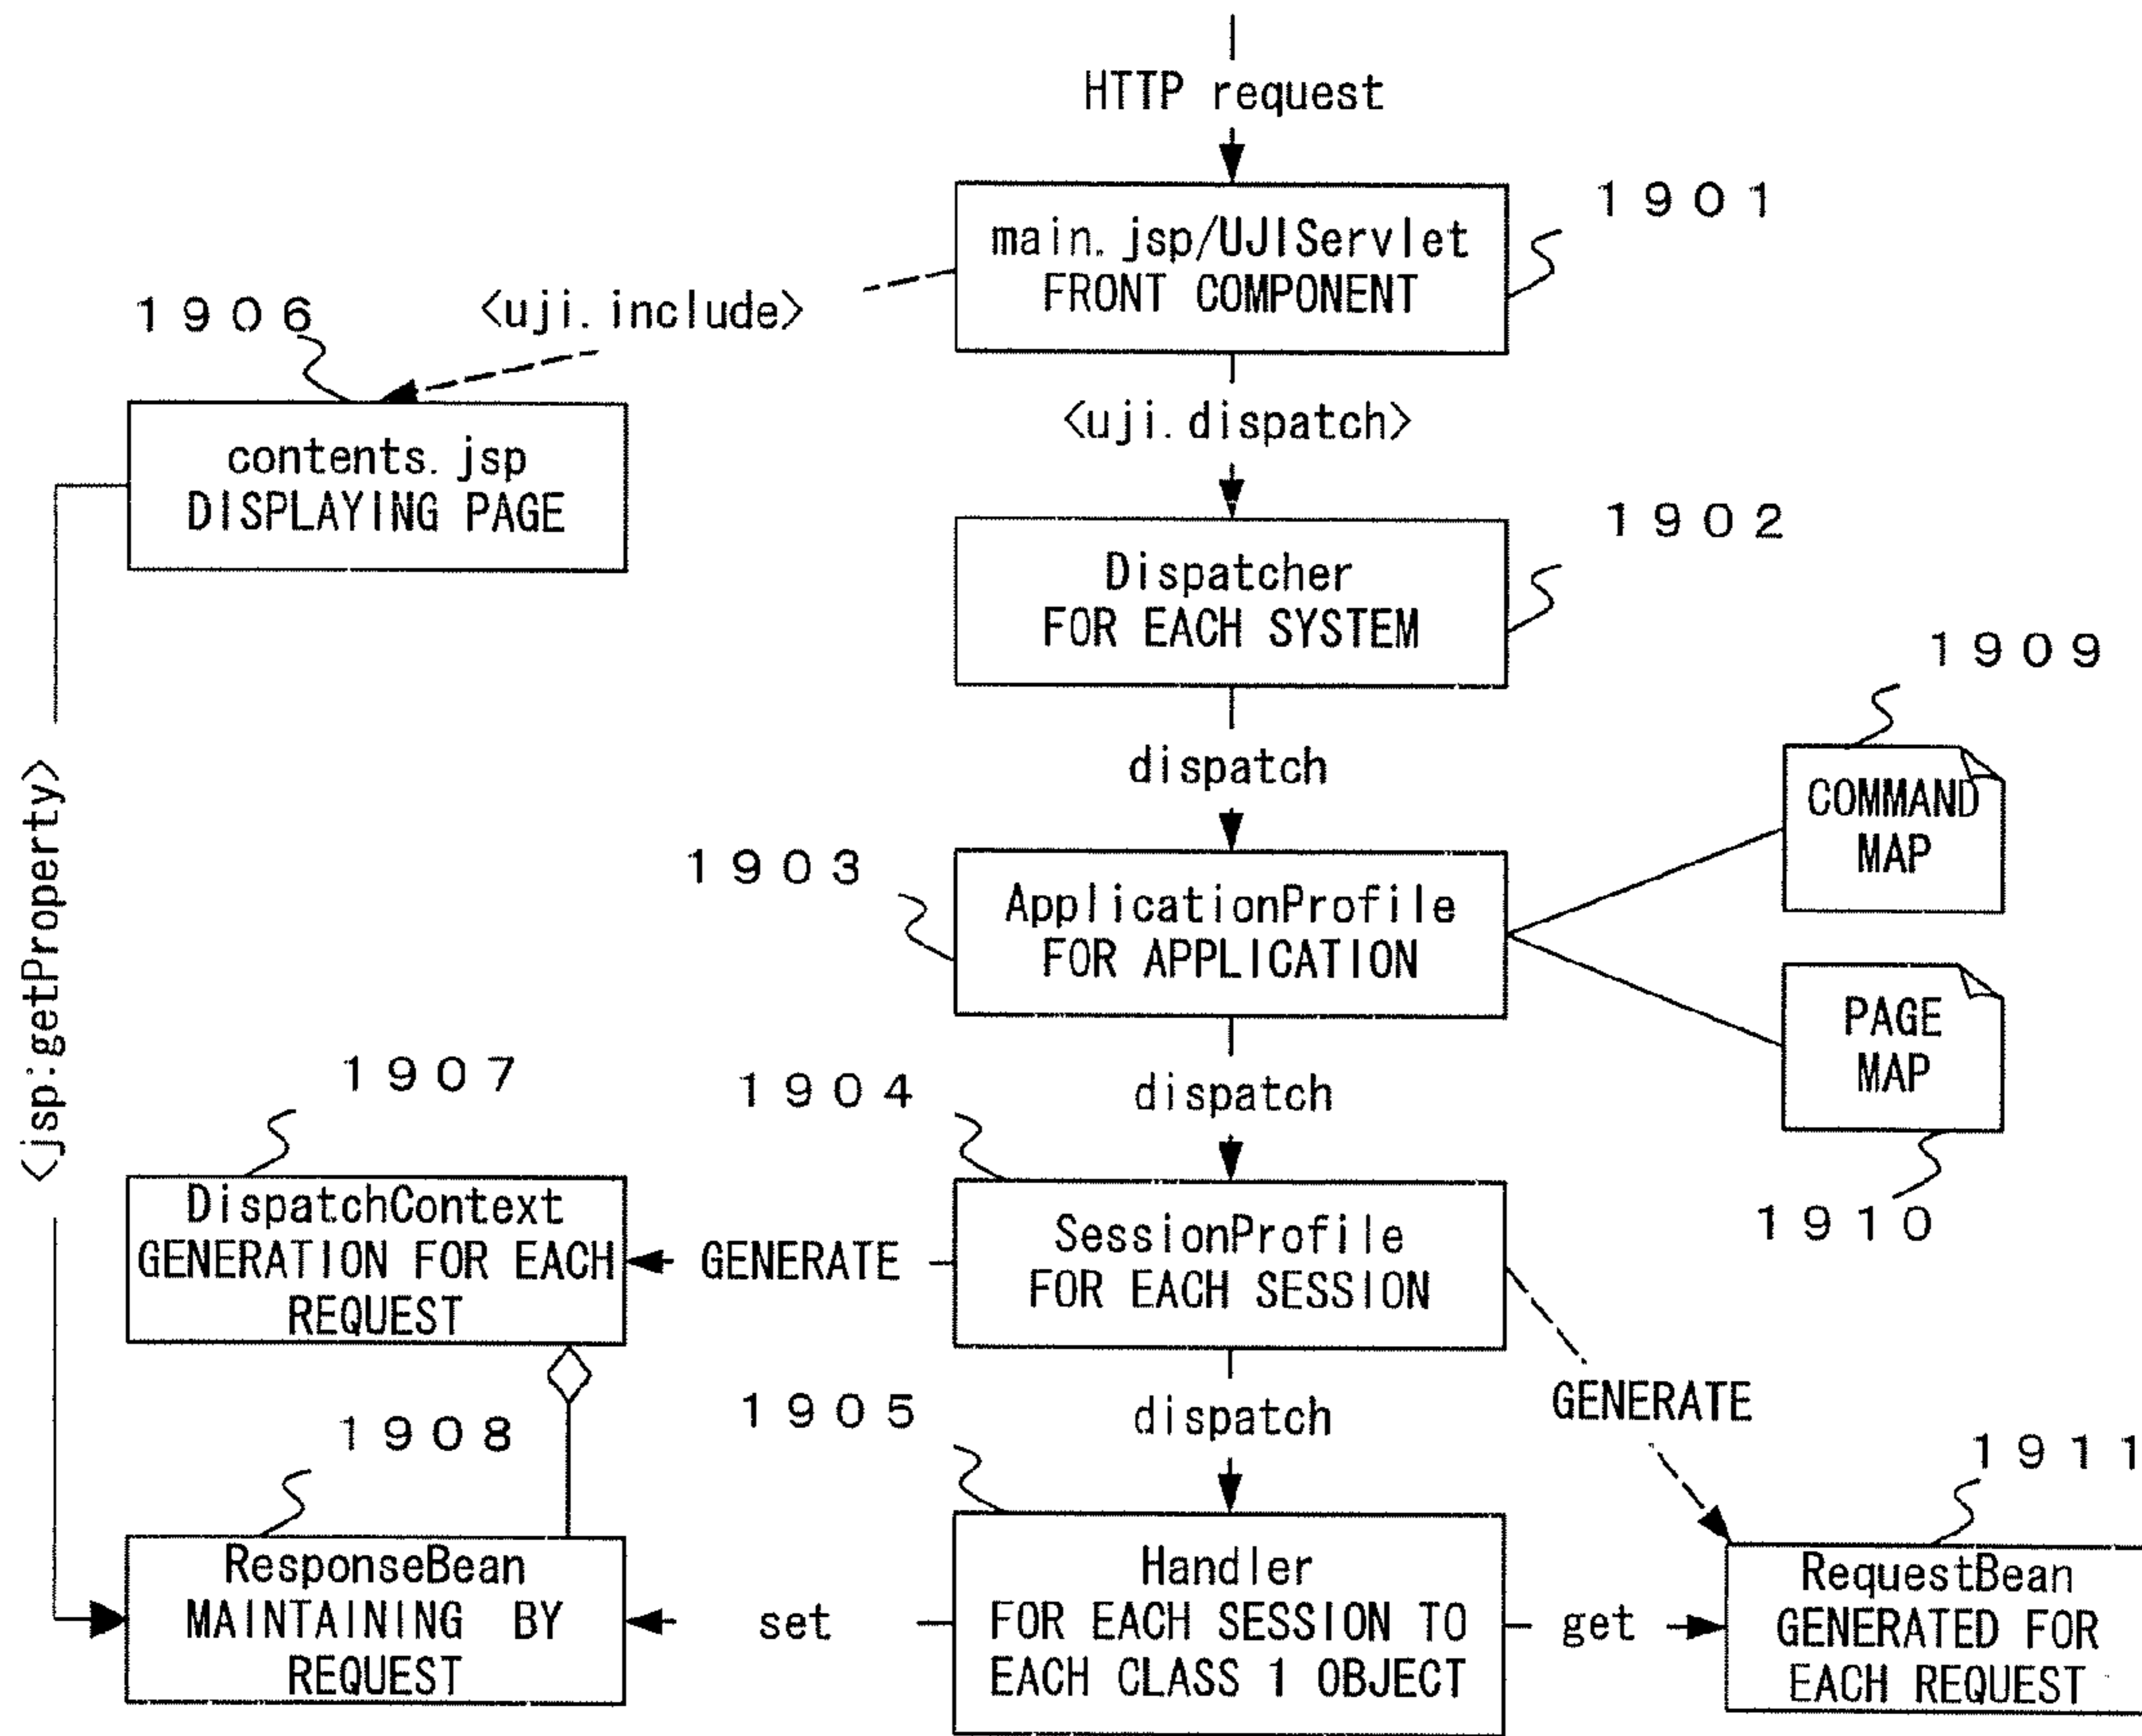 HTTP request
1901
main.jsp/UJIServlet
FRONT COMPONENT
1906
<uji.include>
<uji.dispatch>
contents.jsp
DISPLAYING PAGE
1902
Dispatcher
FOR EACH SYSTEM
1909
dispatch
COMMAND
MAP
1903
ApplicationProfile
FOR APPLICATION
<jsp:getProperty>
PAGE
MAP
1907
1904
dispatch
1910
DispatchContext
GENERATION FOR EACH
REQUEST
GENERATE
SessionProfile
FOR EACH SESSION
GENERATE
1908
1905
dispatch
1911
ResponseBean
MAINTAINING BY
REQUEST
set
Handler
FOR EACH SESSION TO
EACH CLASS 1 OBJECT
get
RequestBean
GENERATED FOR
EACH REQUEST